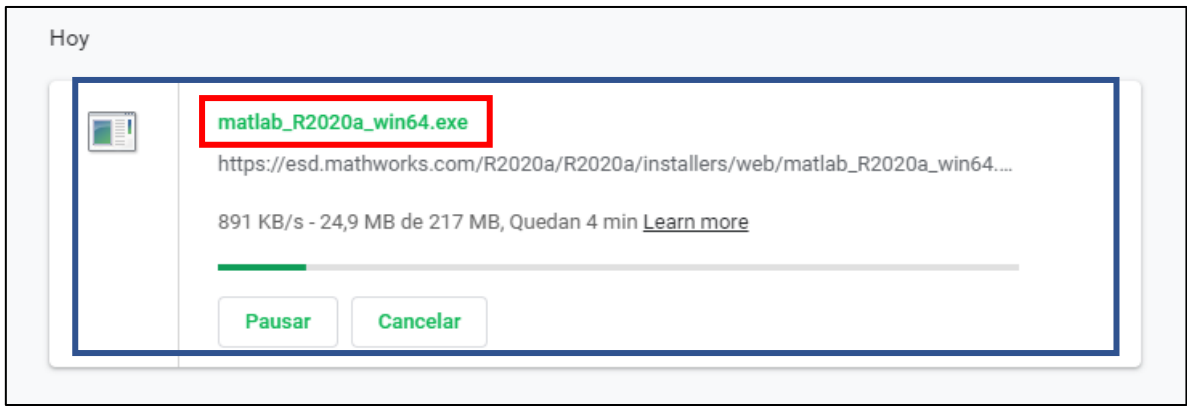 Hoy
matlab_R2020a_win64.exe
https://esd.mathworks.com/R2020a/R2020a/installers/web/matlab_R2020a_win64....
891 KB/s - 24,9 MB de 217 MB, Quedan 4 min Learn more
Pausar Cancelar